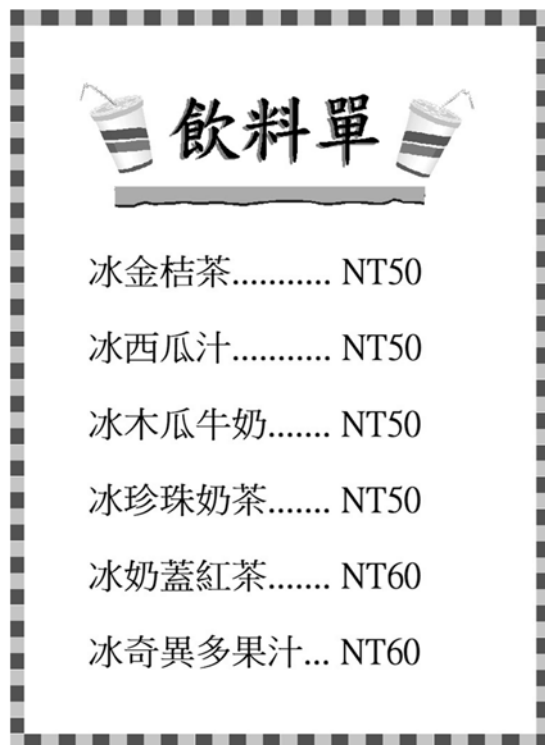 飲料單
冰金桔茶........... NT50
冰西瓜汁........... NT50
冰木瓜牛奶....... NT50
冰珍珠奶茶....... NT50
冰奶蓋紅茶....... NT60
冰奇異多果汁... NT60